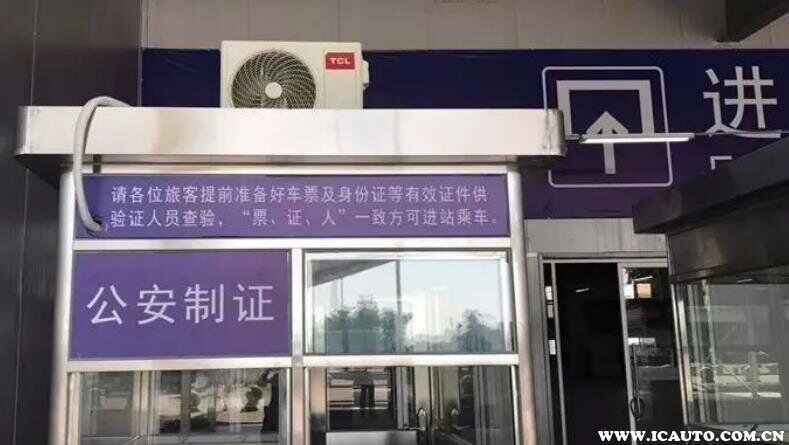 TCL
进
请各位旅客提前准备好车票及身份证等有效证件供
验证人员查验，“票、证、人”一致方可进站乘车。
公安制证
WWW.ICAUTO.COM.CN